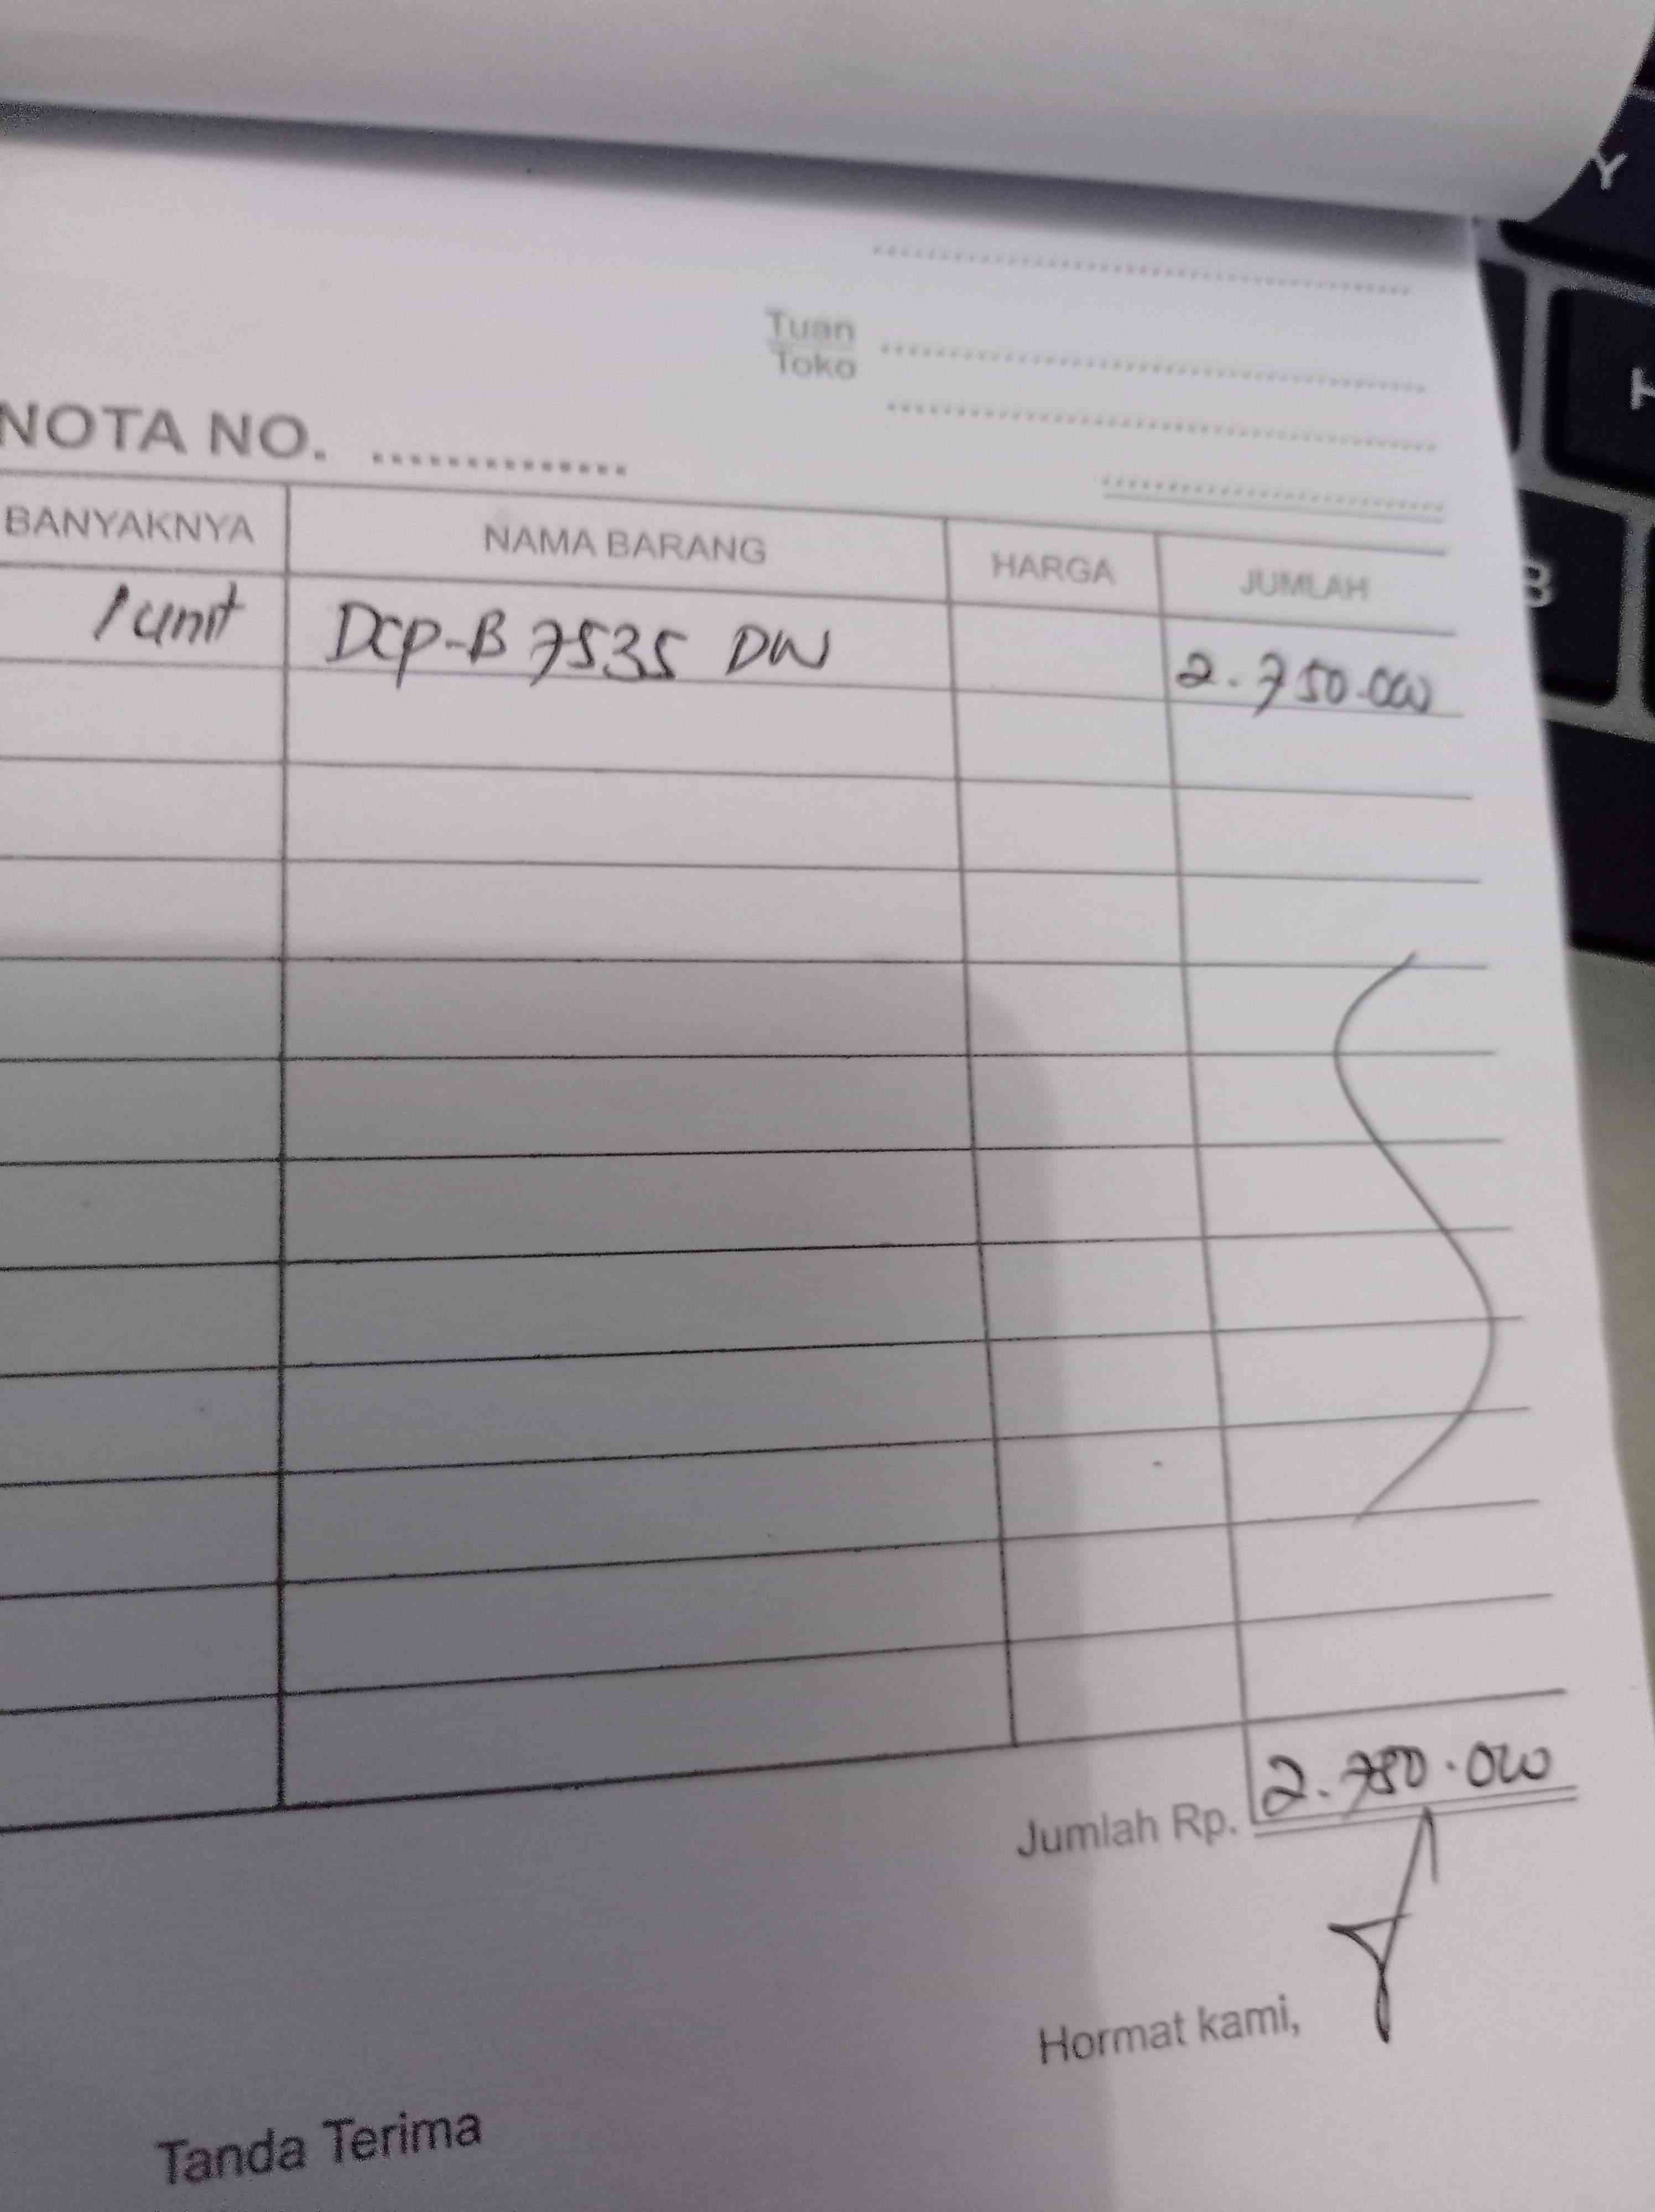 Tuan
Toko
NOTA NO. ..............
BANYAKNYA NAMA BARANG HARGA JUMLAH
1 unit DCP-B 7535 DW 2.750.000
Jumlah Rp. 2.750.000
Hormat kami,
Tanda Terima
Y
H
B